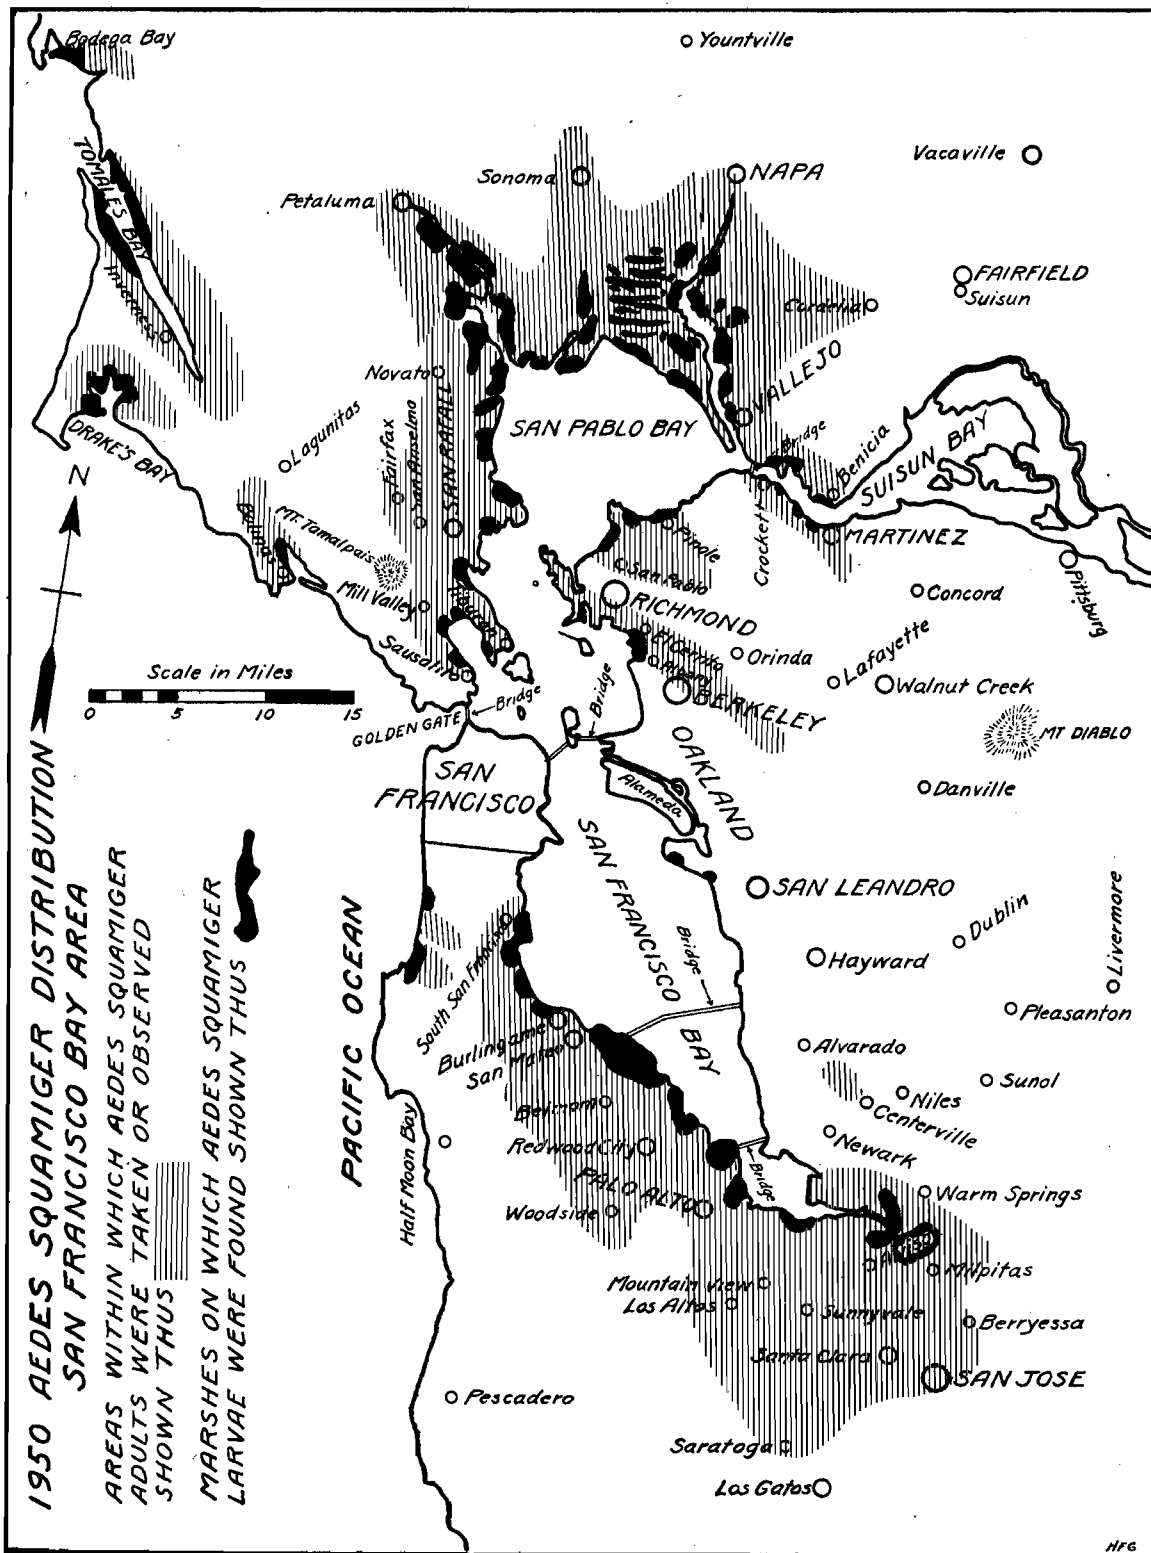 1950 AEDES SQUAMIGER DISTRIBUTION
SAN FRANCISCO BAY AREA
AREAS WITHIN WHICH AEDES SQUAMIGER
ADULTS WERE TAKEN OR OBSERVED
SHOWN THUS
MARSHES ON WHICH AEDES SQUAMIGER
LARVAE WERE FOUND SHOWN THUS
Bodega Bay
Yountville
TOMALES BAY
Inverness
Sonoma
NAPA
Vacaville
Petaluma
FAIRFIELD
Suisun
Cordelia
Novato
VALLEJO
DRAKE'S BAY
Lagunitas
Fairfax
San Anselmo
SAN RAFALL
SAN PABLO BAY
Bridge
Benicia
SUISUN BAY
N
Bolinas
MT. Tamalpais
Mill Valley
Pinole
San Pablo
Crockett
MARTINEZ
Pittsburg
Concord
RICHMOND
El Cerrito
Albany
Orinda
Lafayette
Walnut Creek
BERKELEY
MT DIABLO
Sausalito
Scale in Miles
0 5 10 15
GOLDEN GATE
Bridge
Bridge
SAN
FRANCISCO
OAKLAND
Alameda
Danville
SAN FRANCISCO
BAY
SAN LEANDRO
Dublin
Livermore
PACIFIC OCEAN
South San Francisco
Bridge
Hayward
Pleasanton
Burlingame
San Mateo
Alvarado
Sunol
Niles
Centerville
Belmont
Half Moon Bay
Redwood City
Newark
Bridge
PALO ALTO
Woodside
Warm Springs
Alviso
Milpitas
Mountain View
Los Altos
Sunnyvale
Berryessa
Santa Clara
SAN JOSE
Pescadero
Saratoga
Los Gatos
HFG